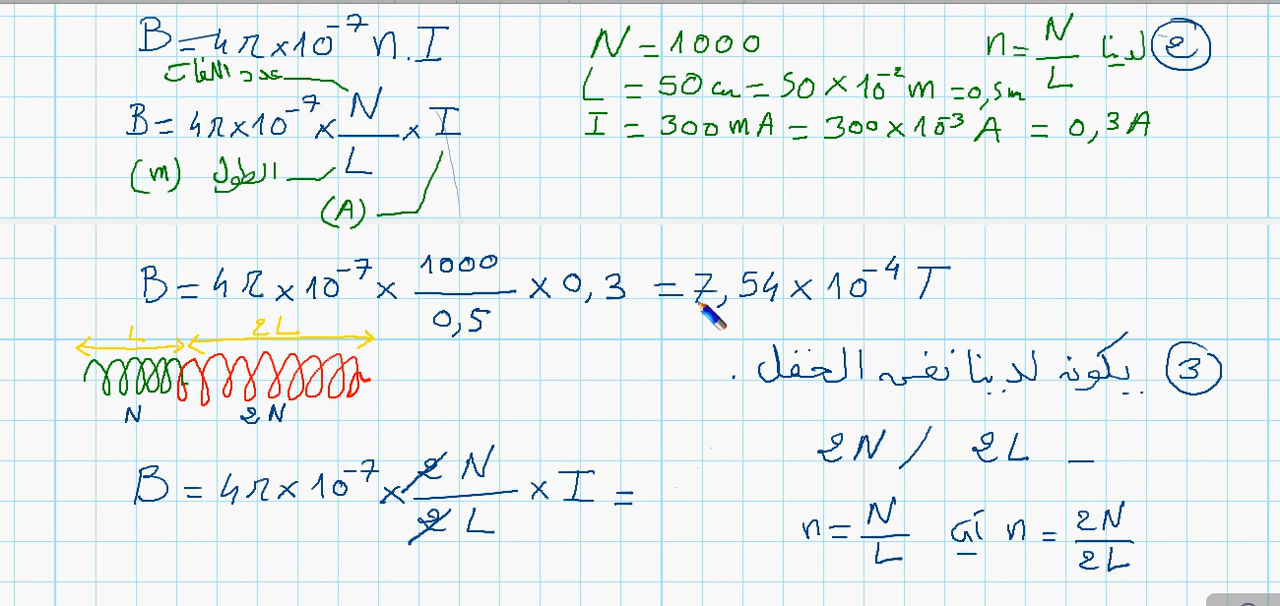 B = 4π×10⁻⁷ n.I
عدد اللفات
B = 4π×10⁻⁷ × N/L × I
(m) الطول
(A)
② لدينا n = N/L
N = 1000
L = 50 cm = 50 × 10⁻² m = 0,5m
I = 300 mA = 300 × 10⁻³ A = 0,3 A
B = 4π × 10⁻⁷ × 1000/0,5 × 0,3 = 7,54 × 10⁻⁴ T
③ يكون لدينا نفس الحقل .
L 2L
N 2N
2N / 2L –
n = 2N/2L أي n = N/L
B = 4π × 10⁻⁷ × 2N/2L × I =